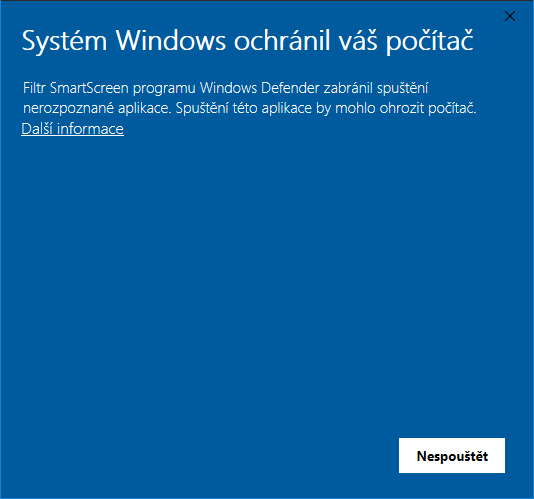 Systém Windows ochránil váš počítač
Filtr SmartScreen programu Windows Defender zabránil spuštění
nerozpoznané aplikace. Spuštění této aplikace by mohlo ohrozit počítač.
Další informace
Nespouštět